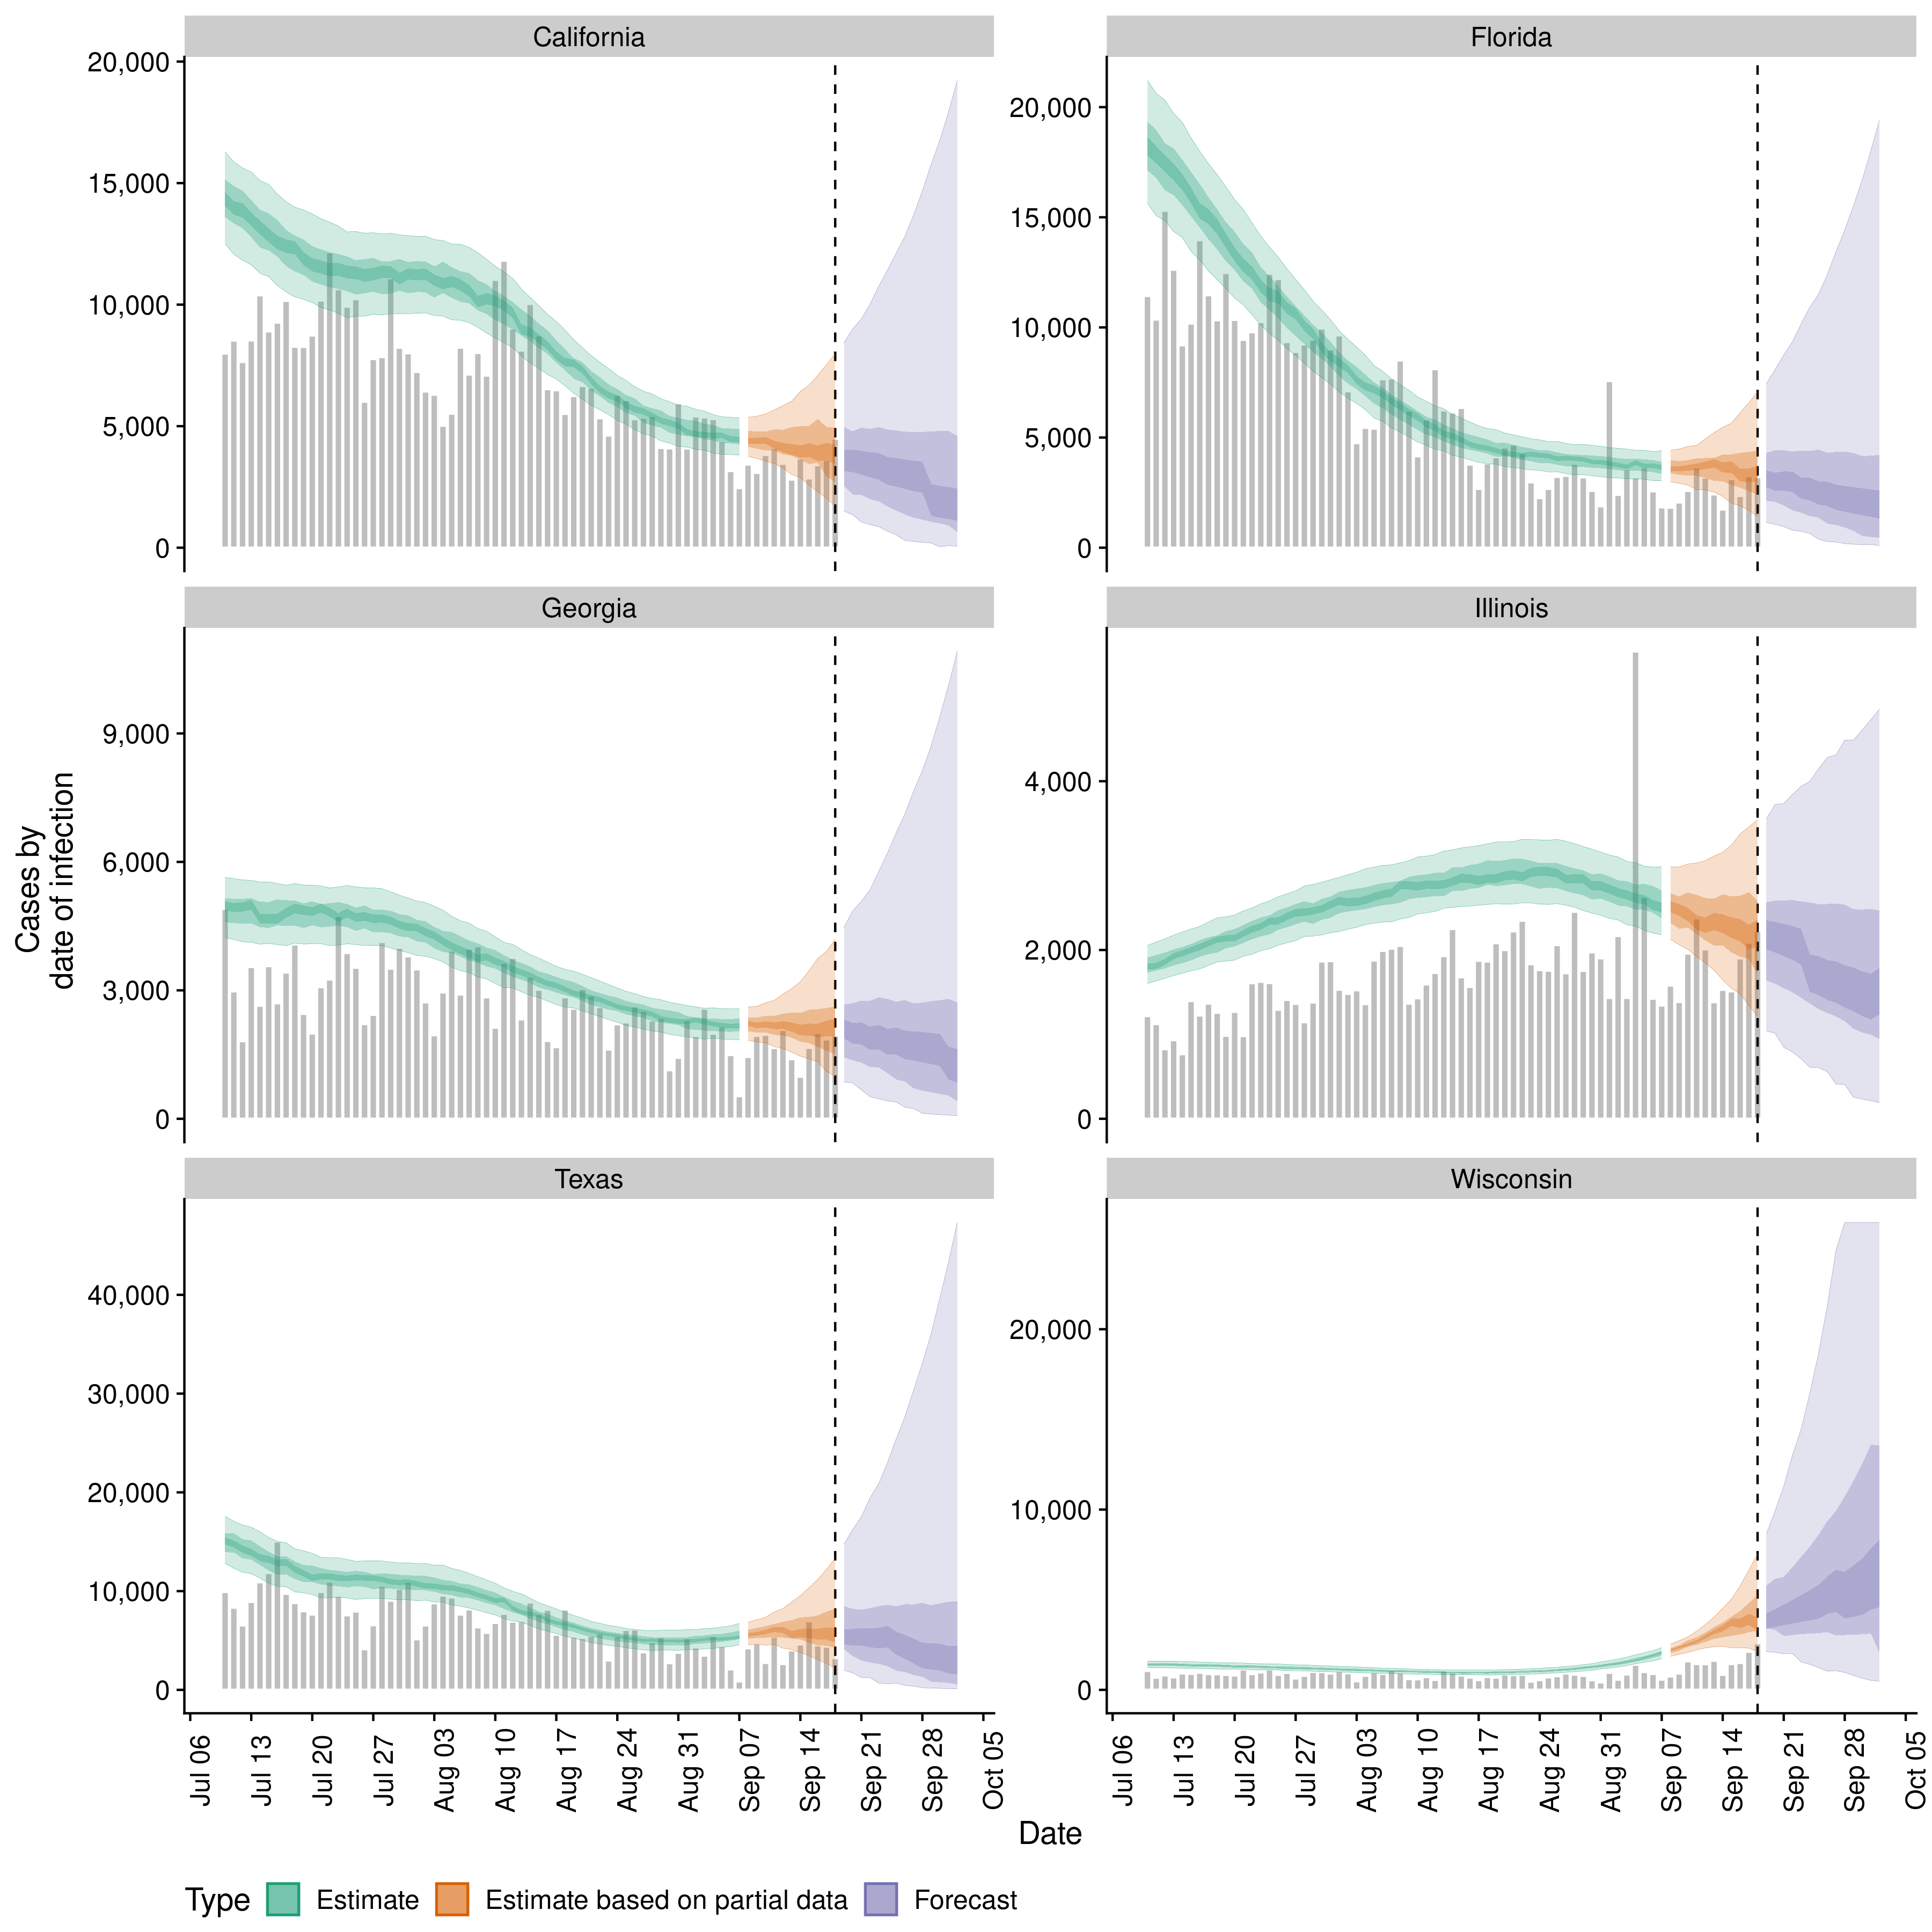 California
Florida
20,000
15,000
10,000
5,000
0
20,000
15,000
10,000
5,000
0
Georgia
Illinois
9,000
6,000
3,000
0
4,000
2,000
0
Texas
Wisconsin
40,000
30,000
20,000
10,000
0
20,000
10,000
0
Cases by
date of infection
Jul 06
Jul 13
Jul 20
Jul 27
Aug 03
Aug 10
Aug 17
Aug 24
Aug 31
Sep 07
Sep 14
Sep 21
Sep 28
Oct 05
Jul 06
Jul 13
Jul 20
Jul 27
Aug 03
Aug 10
Aug 17
Aug 24
Aug 31
Sep 07
Sep 14
Sep 21
Sep 28
Oct 05
Date
Type Estimate Estimate based on partial data Forecast